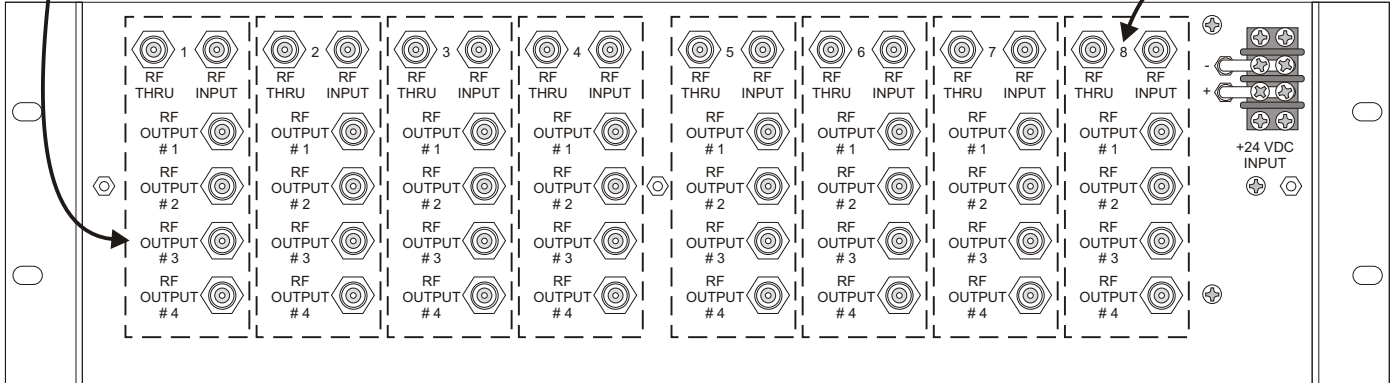 1 2 3 4 5 6 7 8
RF THRU RF INPUT RF THRU RF INPUT RF THRU RF INPUT RF THRU RF INPUT RF THRU RF INPUT RF THRU RF INPUT RF THRU RF INPUT RF THRU RF INPUT
-
+
RF RF RF RF RF RF RF RF
OUTPUT OUTPUT OUTPUT OUTPUT OUTPUT OUTPUT OUTPUT OUTPUT
# 1 # 1 # 1 # 1 # 1 # 1 # 1 # 1
+24 VDC
INPUT
RF RF RF RF RF RF RF RF
OUTPUT OUTPUT OUTPUT OUTPUT OUTPUT OUTPUT OUTPUT OUTPUT
# 2 # 2 # 2 # 2 # 2 # 2 # 2 # 2
RF RF RF RF RF RF RF RF
OUTPUT OUTPUT OUTPUT OUTPUT OUTPUT OUTPUT OUTPUT OUTPUT
# 3 # 3 # 3 # 3 # 3 # 3 # 3 # 3
RF RF RF RF RF RF RF RF
OUTPUT OUTPUT OUTPUT OUTPUT OUTPUT OUTPUT OUTPUT OUTPUT
# 4 # 4 # 4 # 4 # 4 # 4 # 4 # 4